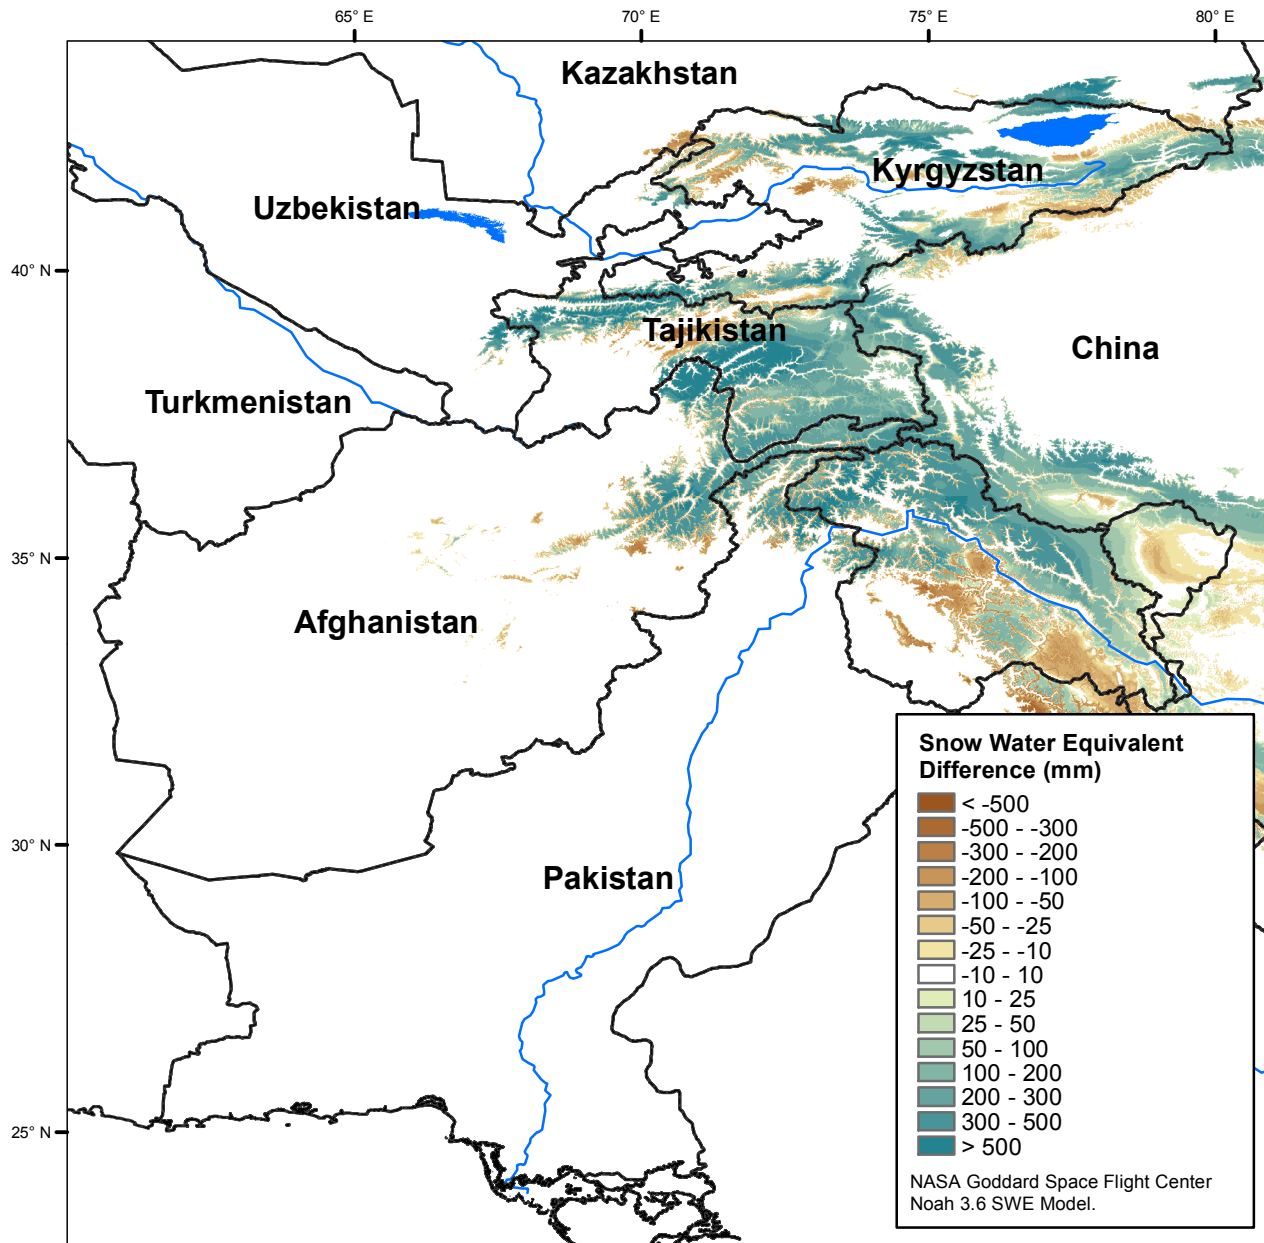 65° E
70° E
75° E
80° E
Kazakhstan
Kyrgyzstan
Uzbekistan
40° N
Tajikistan
China
Turkmenistan
35° N
Afghanistan
30° N
Pakistan
25° N
Snow Water Equivalent
Difference (mm)
< -500
-500 - -300
-300 - -200
-200 - -100
-100 - -50
-50 - -25
-25 - -10
-10 - 10
10 - 25
25 - 50
50 - 100
100 - 200
200 - 300
300 - 500
> 500
NASA Goddard Space Flight Center
Noah 3.6 SWE Model.